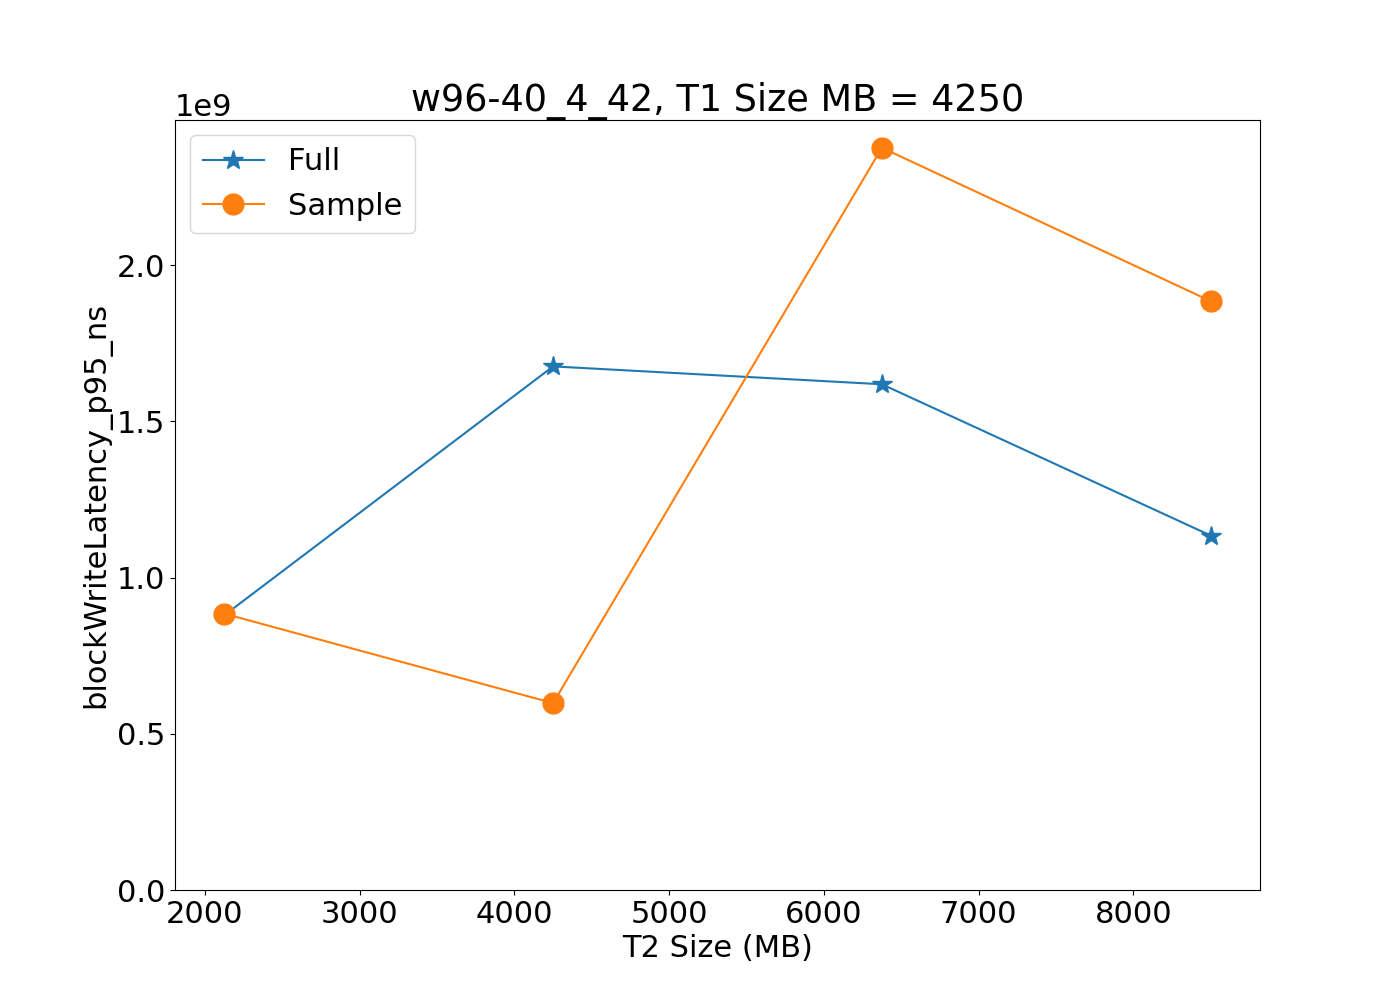 w96-40_4_42, T1 Size MB = 4250
1e9
Full
Sample
2.0
1.5
1.0
0.5
0.0
blockWriteLatency_p95_ns
2000 3000 4000 5000 6000 7000 8000
T2 Size (MB)